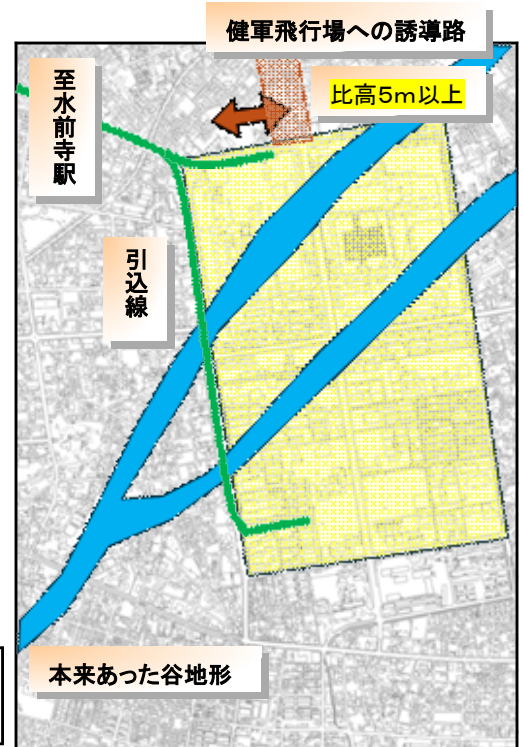 健軍飛行場への誘導路
比高5m以上
至水前寺駅
引込線
本来あった谷地形